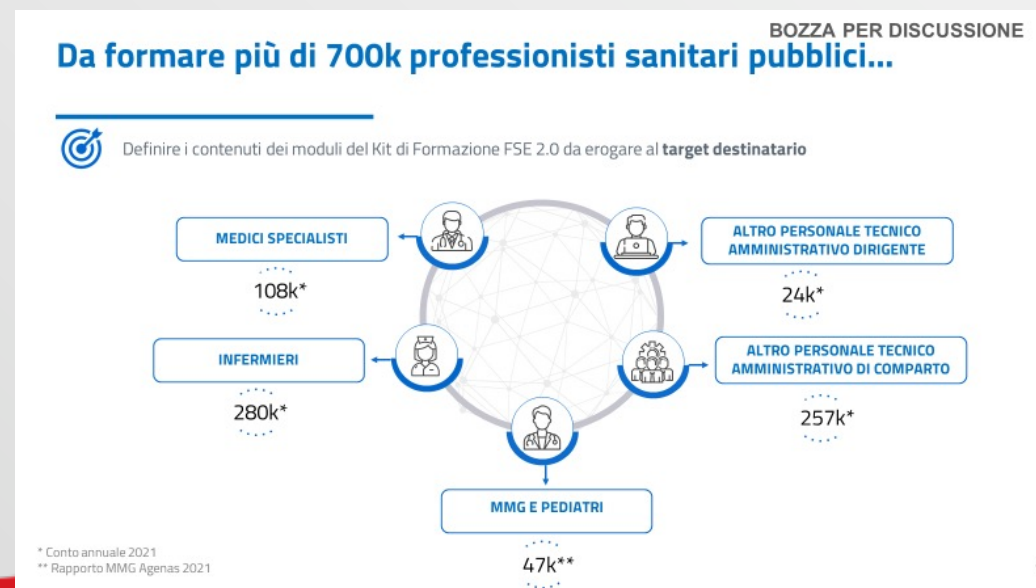 BOZZA PER DISCUSSIONE
Da formare più di 700k professionisti sanitari pubblici...
Definire i contenuti dei moduli del Kit di Formazione FSE 2.0 da erogare al target destinatario
MEDICI SPECIALISTI
108k*
ALTRO PERSONALE TECNICO
AMMINISTRATIVO DIRIGENTE
24k*
INFERMIERI
280k*
ALTRO PERSONALE TECNICO
AMMINISTRATIVO DI COMPARTO
257k*
MMG E PEDIATRI
47k**
* Conto annuale 2021
** Rapporto MMG Agenas 2021